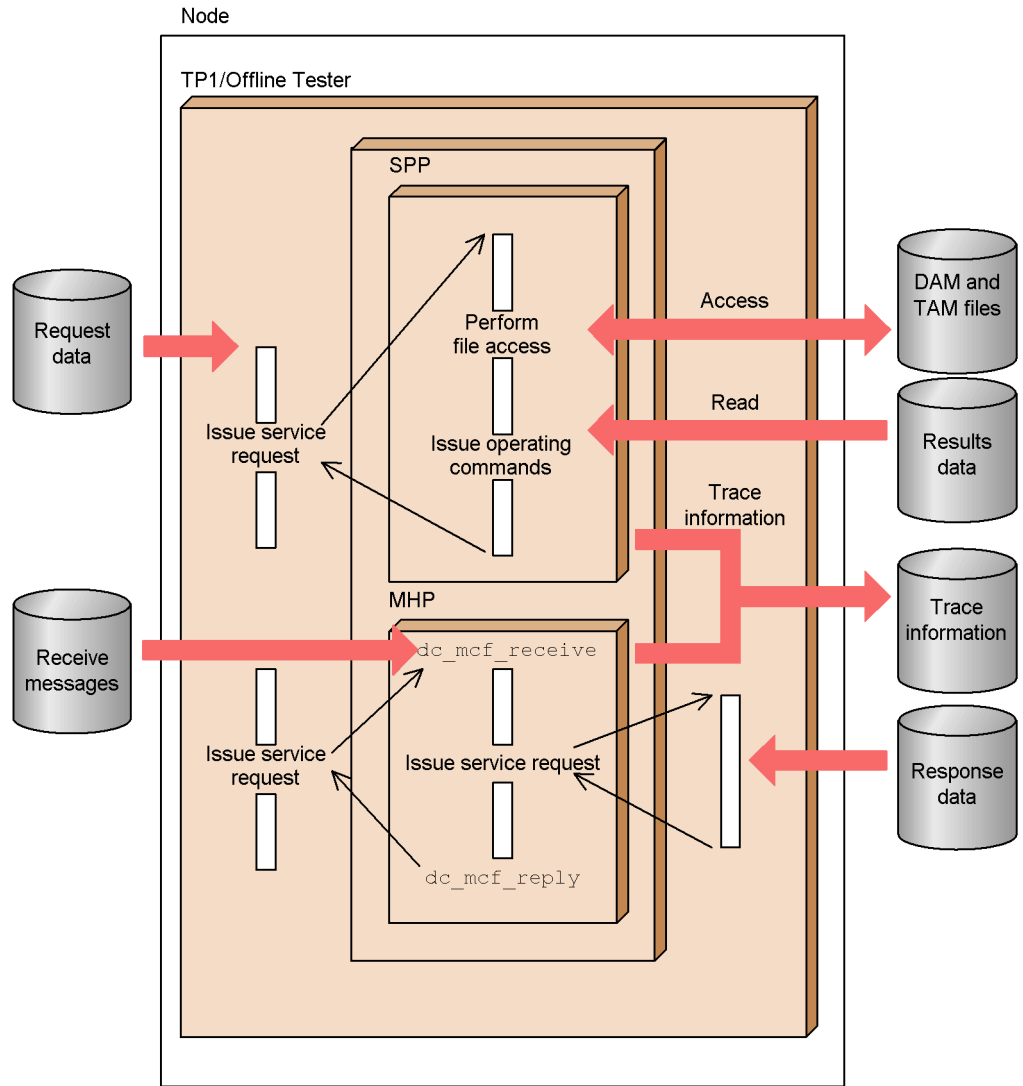 Node
TP1/Offline Tester
SPP
Request
data
Issue service
request
Perform
file access
Issue operating
commands
Access
Read
Trace
information
DAM and
TAM files
Results
data
Trace
information
Receive
messages
MHP
dc_mcf_receive
Issue service
request
Issue service request
dc_mcf_reply
Response
data